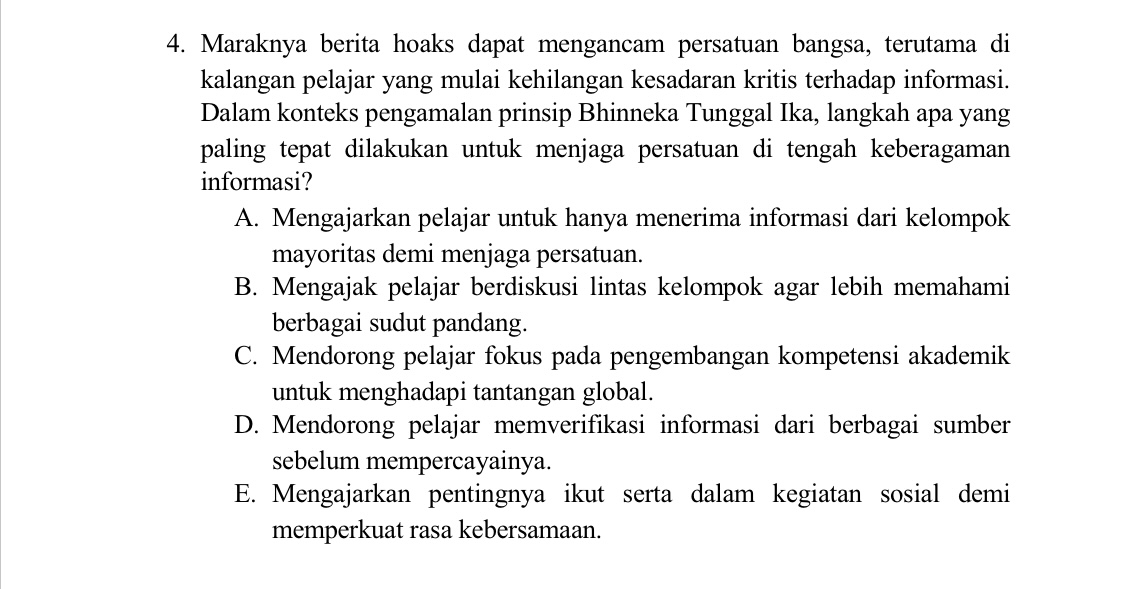 4. Maraknya berita hoaks dapat mengancam persatuan bangsa, terutama di
kalangan pelajar yang mulai kehilangan kesadaran kritis terhadap informasi.
Dalam konteks pengamalan prinsip Bhinneka Tunggal Ika, langkah apa yang
paling tepat dilakukan untuk menjaga persatuan di tengah keberagaman
informasi?
A. Mengajarkan pelajar untuk hanya menerima informasi dari kelompok
mayoritas demi menjaga persatuan.
B. Mengajak pelajar berdiskusi lintas kelompok agar lebih memahami
berbagai sudut pandang.
C. Mendorong pelajar fokus pada pengembangan kompetensi akademik
untuk menghadapi tantangan global.
D. Mendorong pelajar memverifikasi informasi dari berbagai sumber
sebelum mempercayainya.
E. Mengajarkan pentingnya ikut serta dalam kegiatan sosial demi
memperkuat rasa kebersamaan.